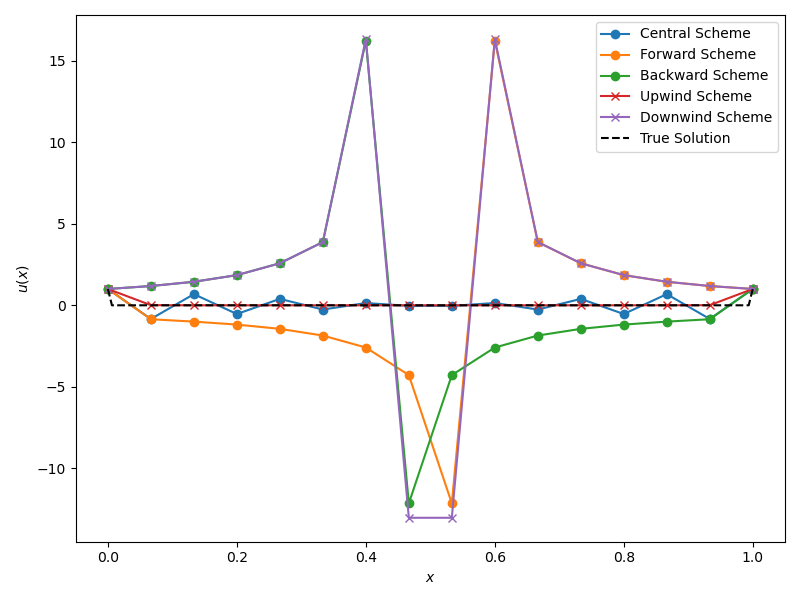 Central Scheme
Forward Scheme
Backward Scheme
Upwind Scheme
Downwind Scheme
True Solution
15
10
5
0
−5
−10
u(x)
0.0 0.2 0.4 0.6 0.8 1.0
x